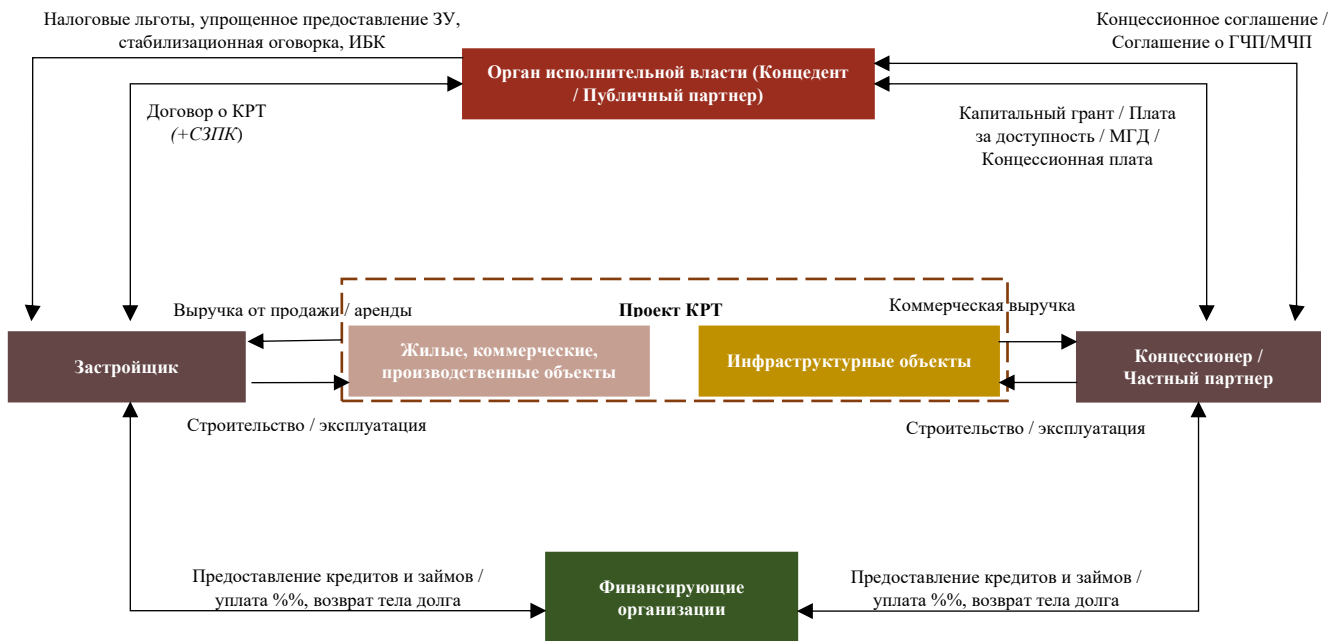 Налоговые льготы, упрощенное предоставление ЗУ,
стабилизационная оговорка, ИБК
Концессионное соглашение /
Соглашение о ГЧП/МЧП
Орган исполнительной власти (Концедент
/ Публичный партнер)
Договор о КРТ
(+СЗПК)
Капитальный грант / Плата
за доступность / МГД /
Концессионная плата
Выручка от продажи / аренды
Проект КРТ
Коммерческая выручка
Застройщик
Жилые, коммерческие,
производственные объекты
Инфраструктурные объекты
Концессионер /
Частный партнер
Строительство / эксплуатация
Строительство / эксплуатация
Предоставление кредитов и займов /
уплата %%, возврат тела долга
Финансирующие
организации
Предоставление кредитов и займов /
уплата %%, возврат тела долга